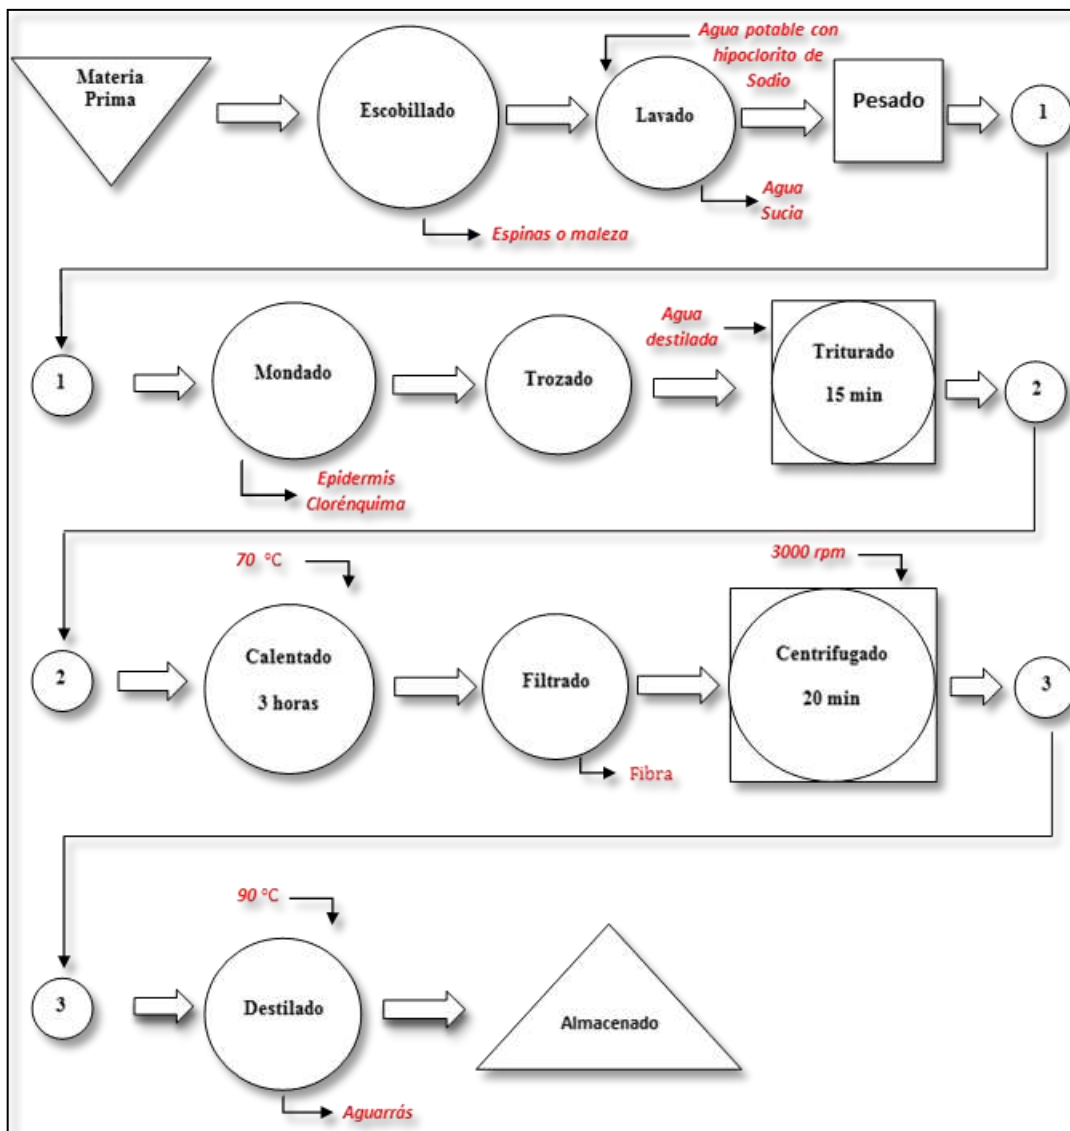 Materia
Prima
Escobillado
Agua potable con
hipoclorito de
Sodio
Lavado
Pesado
1
Agua
Sucia
Espinas o maleza
1
Mondado
Trozado
Agua
destilada
Triturado
15 min
2
Epidermis
Clorénquima
70 °C
3000 rpm
2
Calentado
3 horas
Filtrado
Centrifugado
20 min
3
Fibra
90 °C
3
Destilado
Almacenado
Aguarrás